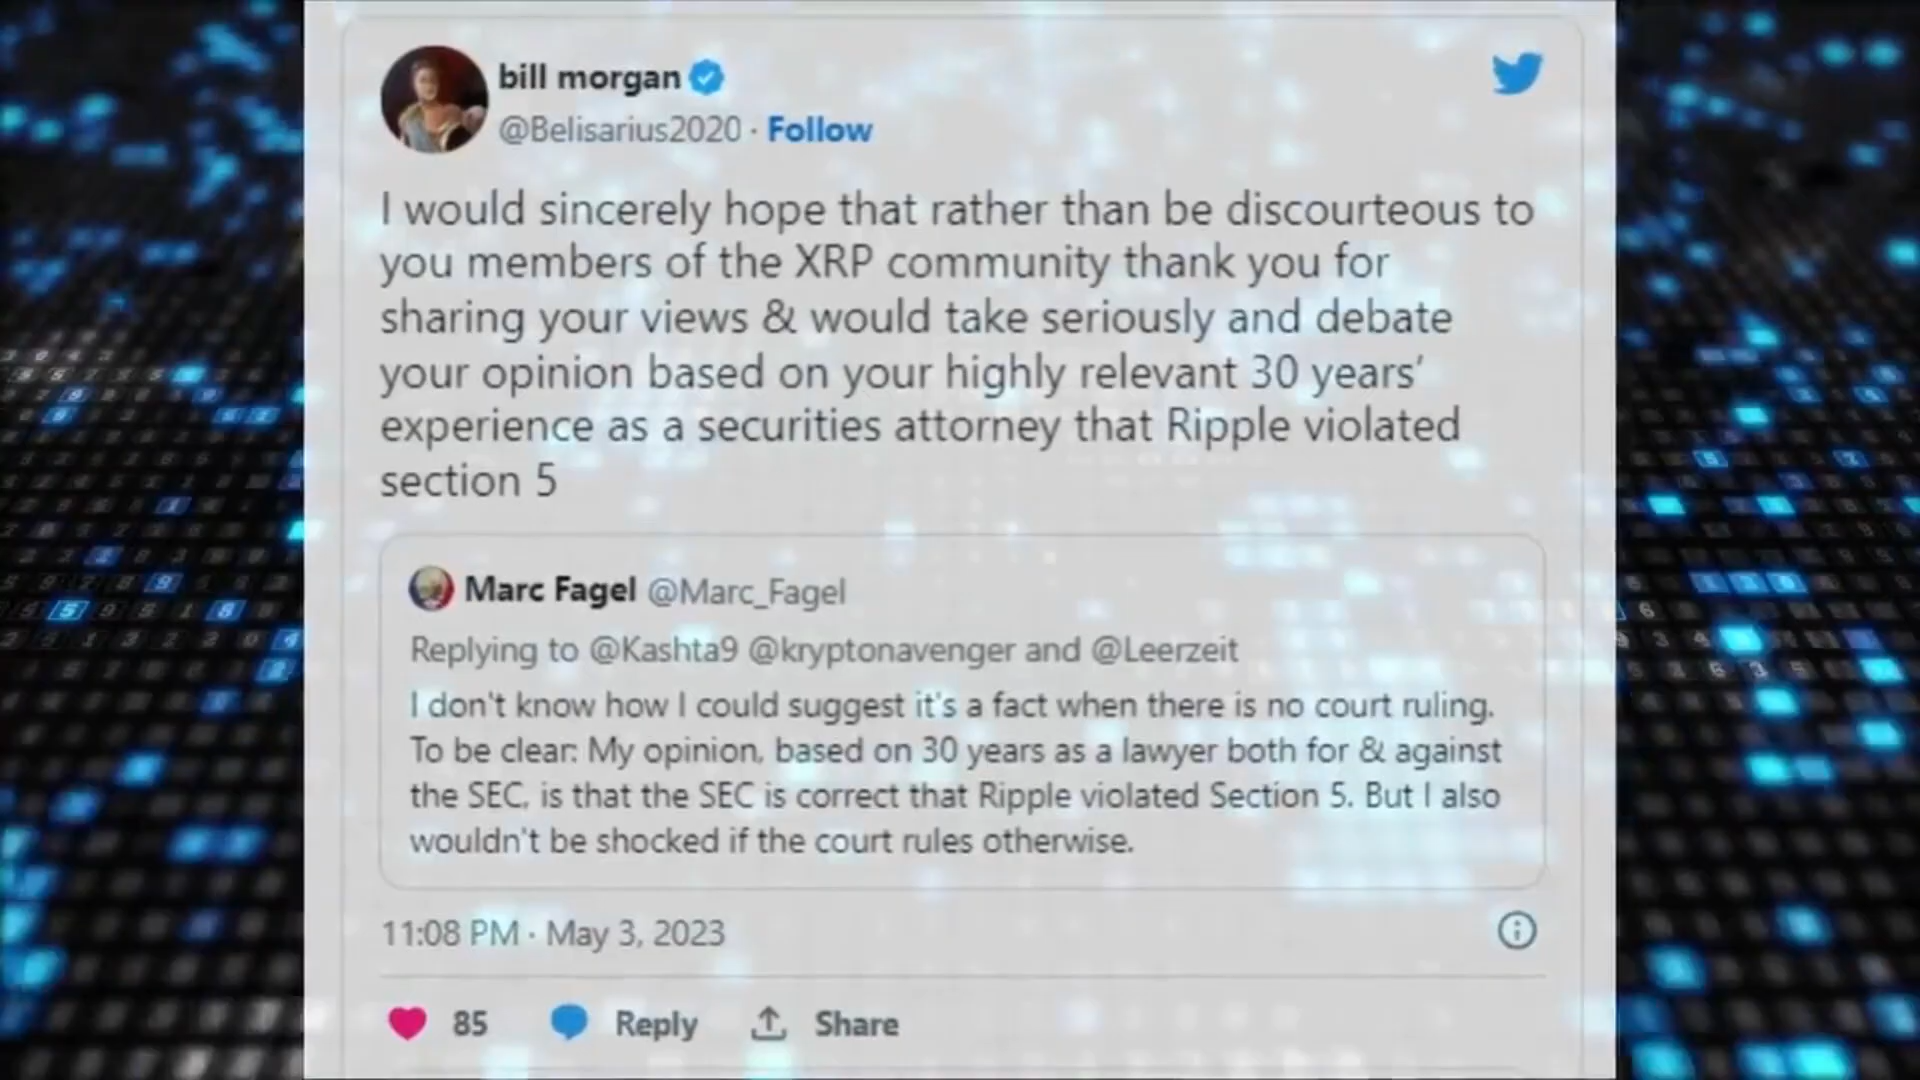 bill morgan
@Belisarius2020 · Follow
I would sincerely hope that rather than be discourteous to
you members of the XRP community thank you for
sharing your views & would take seriously and debate
your opinion based on your highly relevant 30 years'
experience as a securities attorney that Ripple violated
section 5
Marc Fagel @Marc_Fagel
Replying to @Kashta9 @kryptonavenger and @Leerzeit
I don't know how I could suggest it's a fact when there is no court ruling.
To be clear: My opinion, based on 30 years as a lawyer both for & against
the SEC, is that the SEC is correct that Ripple violated Section 5. But I also
wouldn't be shocked if the court rules otherwise.
11:08 PM · May 3, 2023
85 Reply Share